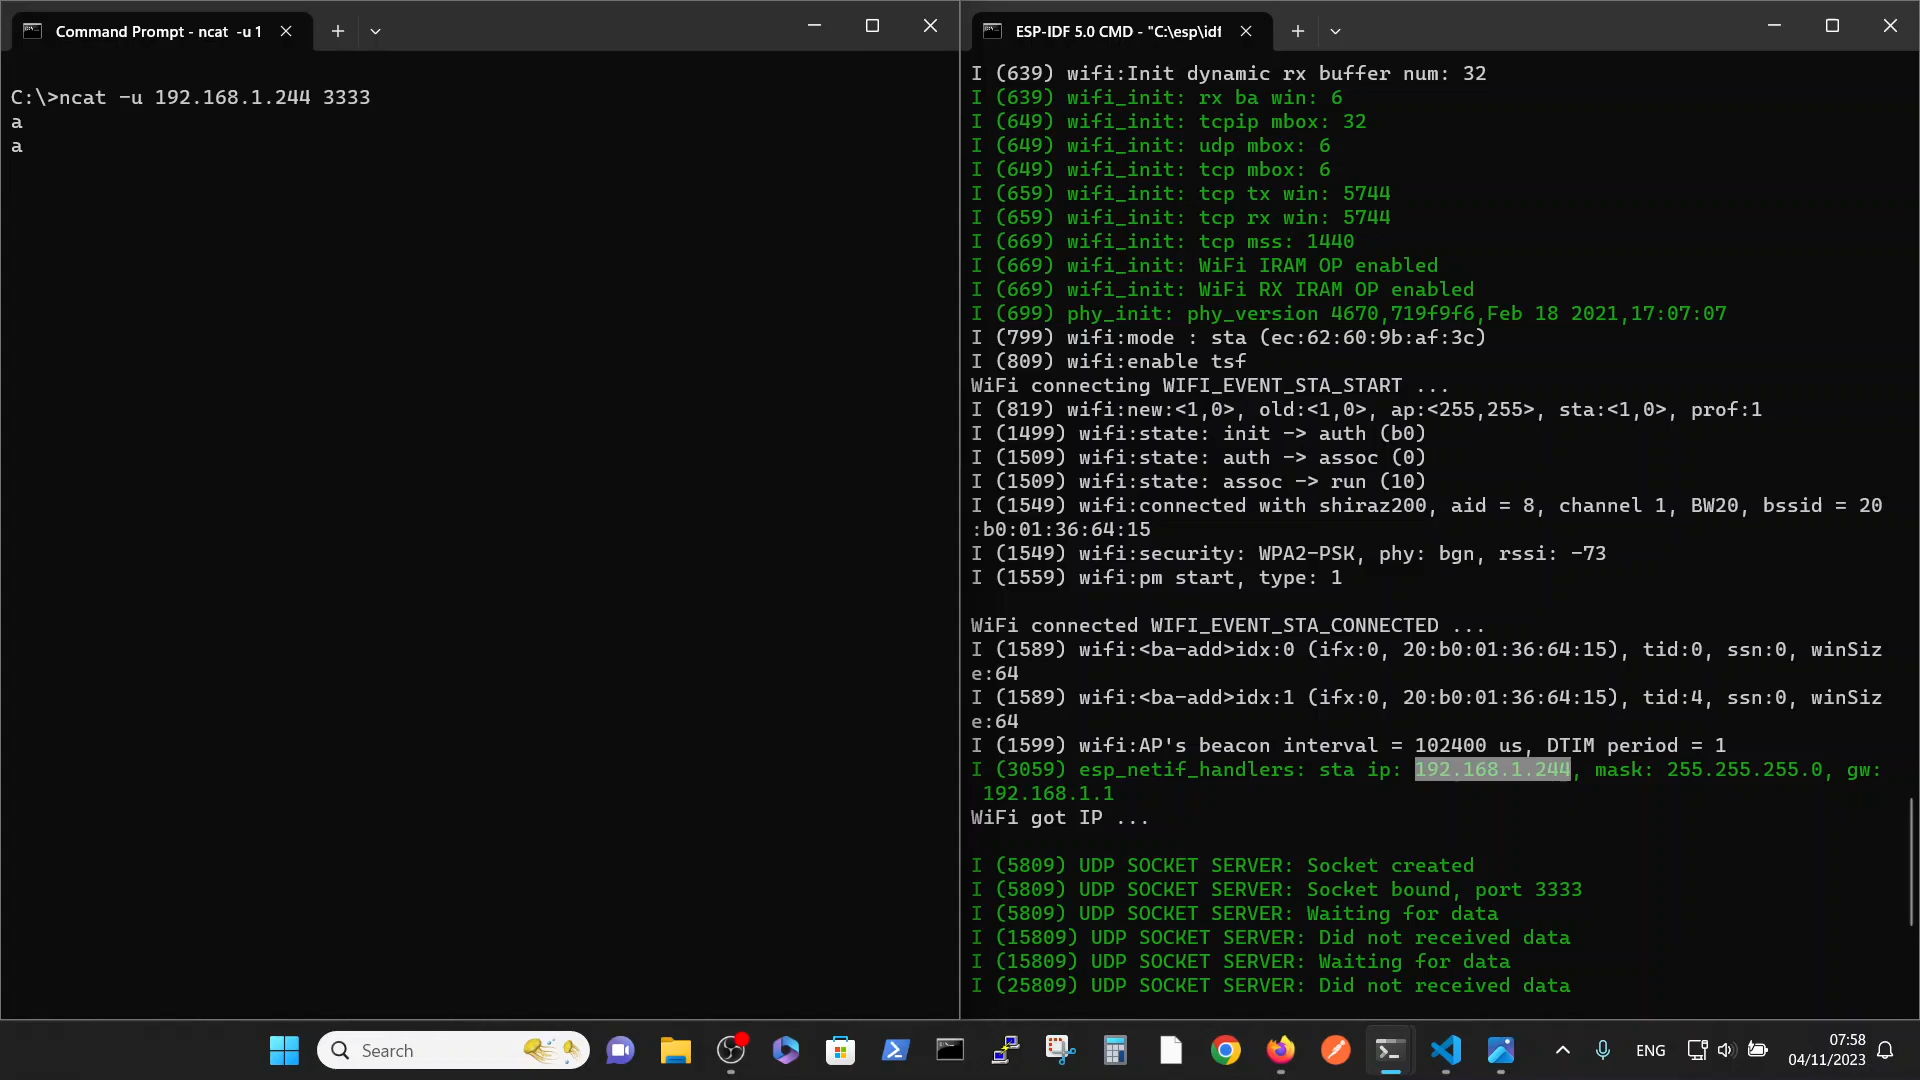 Command Prompt - ncat  -u 1
C:\>ncat -u 192.168.1.244 3333
a
a
ESP-IDF 5.0 CMD - "C:\esp\idf
I (639) wifi:Init dynamic rx buffer num: 32
I (639) wifi_init: rx ba win: 6
I (649) wifi_init: tcpip mbox: 32
I (649) wifi_init: udp mbox: 6
I (649) wifi_init: tcp mbox: 6
I (659) wifi_init: tcp tx win: 5744
I (659) wifi_init: tcp rx win: 5744
I (669) wifi_init: tcp mss: 1440
I (669) wifi_init: WiFi IRAM OP enabled
I (669) wifi_init: WiFi RX IRAM OP enabled
I (699) phy_init: phy_version 4670,719f9f6,Feb 18 2021,17:07:07
I (799) wifi:mode : sta (ec:62:60:9b:af:3c)
I (809) wifi:enable tsf
WiFi connecting WIFI_EVENT_STA_START ...
I (819) wifi:new:<1,0>, old:<1,0>, ap:<255,255>, sta:<1,0>, prof:1
I (1499) wifi:state: init -> auth (b0)
I (1509) wifi:state: auth -> assoc (0)
I (1509) wifi:state: assoc -> run (10)
I (1549) wifi:connected with shiraz200, aid = 8, channel 1, BW20, bssid = 20
:b0:01:36:64:15
I (1549) wifi:security: WPA2-PSK, phy: bgn, rssi: -73
I (1559) wifi:pm start, type: 1
WiFi connected WIFI_EVENT_STA_CONNECTED ...
I (1589) wifi:<ba-add>idx:0 (ifx:0, 20:b0:01:36:64:15), tid:0, ssn:0, winSiz
e:64
I (1589) wifi:<ba-add>idx:1 (ifx:0, 20:b0:01:36:64:15), tid:4, ssn:0, winSiz
e:64
I (1599) wifi:AP's beacon interval = 102400 us, DTIM period = 1
I (3059) esp_netif_handlers: sta ip: 192.168.1.244, mask: 255.255.255.0, gw:
192.168.1.1
WiFi got IP ...
I (5809) UDP SOCKET SERVER: Socket created
I (5809) UDP SOCKET SERVER: Socket bound, port 3333
I (5809) UDP SOCKET SERVER: Waiting for data
I (15809) UDP SOCKET SERVER: Did not received data
I (15809) UDP SOCKET SERVER: Waiting for data
I (25809) UDP SOCKET SERVER: Did not received data
Search
ENG
07:58
04/11/2023